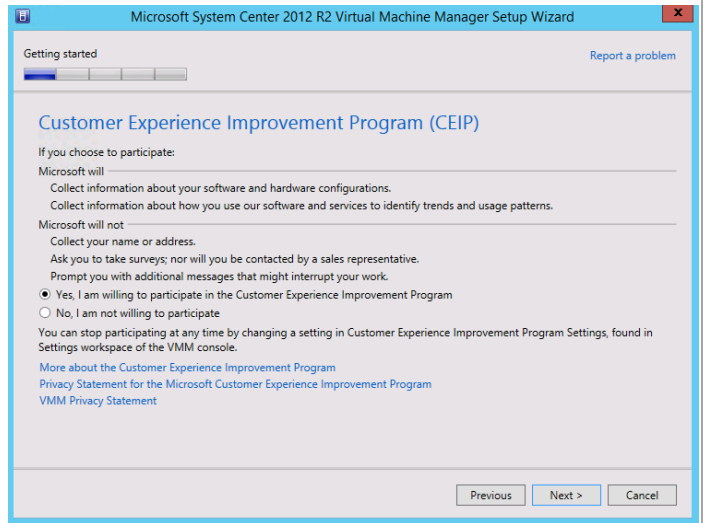 Microsoft System Center 2012 R2 Virtual Machine Manager Setup Wizard
x
Getting started
Report a problem
Customer Experience Improvement Program (CEIP)
If you choose to participate:
Microsoft will
Collect information about your software and hardware configurations.
Collect information about how you use our software and services to identify trends and usage patterns.
Microsoft will not
Collect your name or address.
Ask you to take surveys; nor will you be contacted by a sales representative.
Prompt you with additional messages that might interrupt your work.
Yes, I am willing to participate in the Customer Experience Improvement Program
No, I am not willing to participate
You can stop participating at any time by changing a setting in Customer Experience Improvement Program Settings, found in
Settings workspace of the VMM console.
More about the Customer Experience Improvement Program
Privacy Statement for the Microsoft Customer Experience Improvement Program
VMM Privacy Statement
Previous
Next >
Cancel